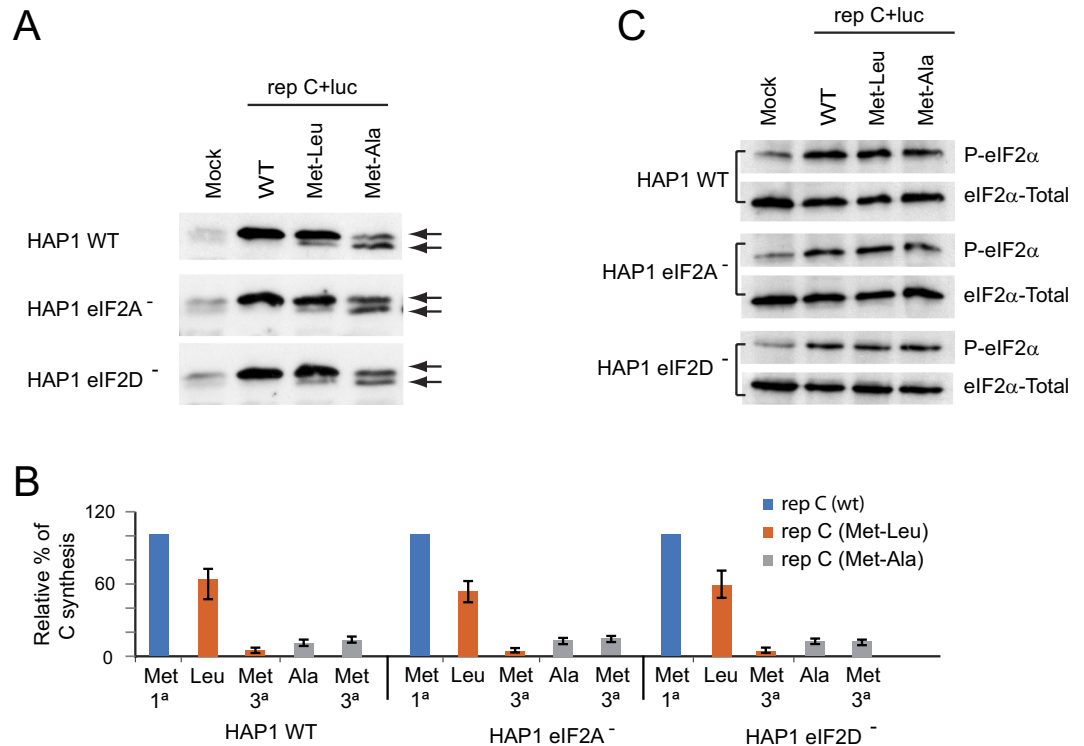 A
rep C+luc
Mock
WT
Met-Leu
Met-Ala
HAP1 WT
HAP1 eIF2A -
HAP1 eIF2D -
C
rep C+luc
Mock
WT
Met-Leu
Met-Ala
HAP1 WT
P-eIF2α
eIF2α-Total
HAP1 eIF2A -
P-eIF2α
eIF2α-Total
HAP1 eIF2D -
P-eIF2α
eIF2α-Total
B
Relative % of
C synthesis
120
60
0
rep C (wt)
rep C (Met-Leu)
rep C (Met-Ala)
Met Leu Met Ala Met Met Leu Met Ala Met Met Leu Met Ala Met
1ª 3ª 3ª 1ª 3ª 3ª 1ª 3ª 3ª
HAP1 WT HAP1 eIF2A - HAP1 eIF2D -